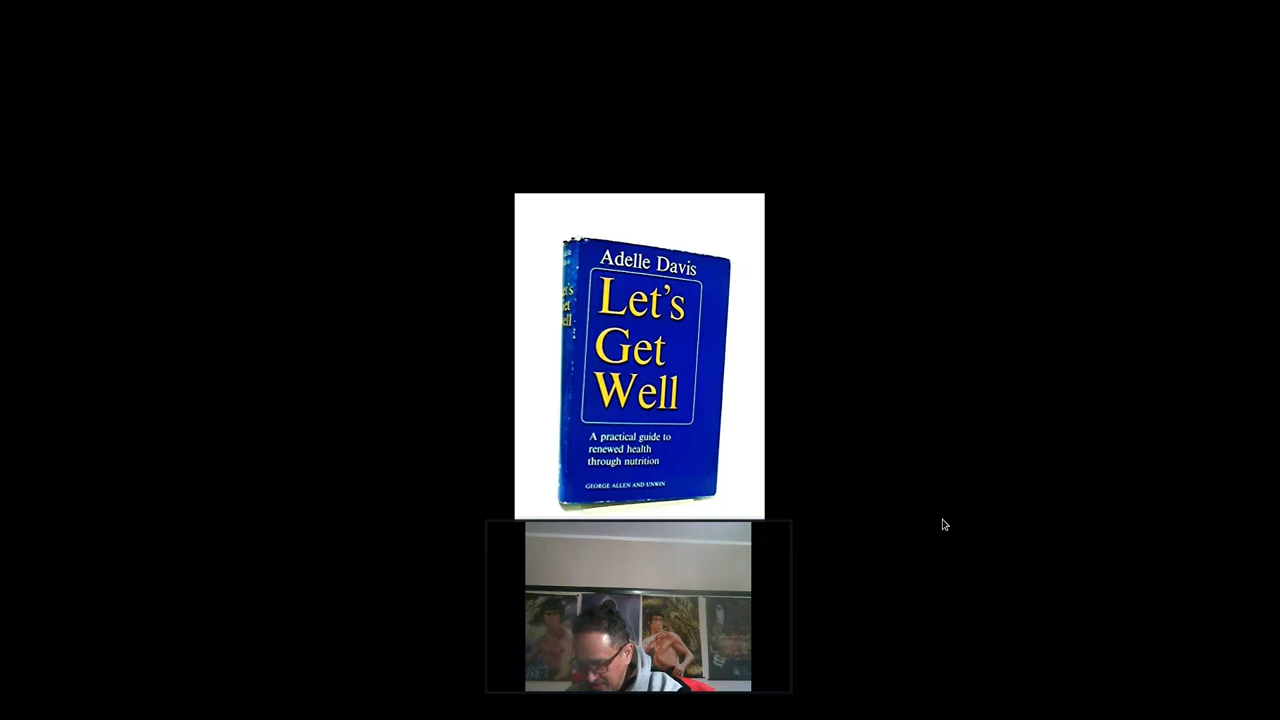 Adelle Davis
Let's
Get
Well
A practical guide to
renewed health
through nutrition
GEORGE ALLEN AND UNWIN